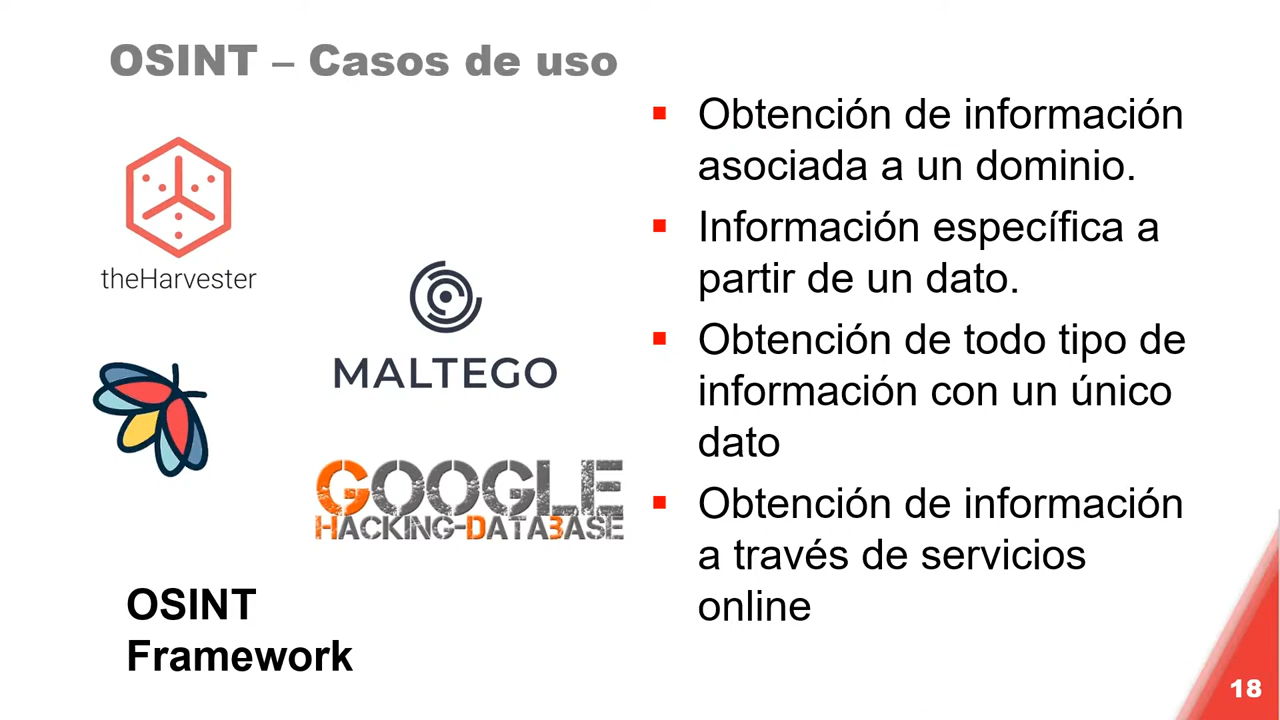 OSINT – Casos de uso
theHarvester
MALTEGO
GOOGLE
HACKING-DATABASE
OSINT
Framework
Obtención de información
asociada a un dominio.
Información específica a
partir de un dato.
Obtención de todo tipo de
información con un único
dato
Obtención de información
a través de servicios
online
18